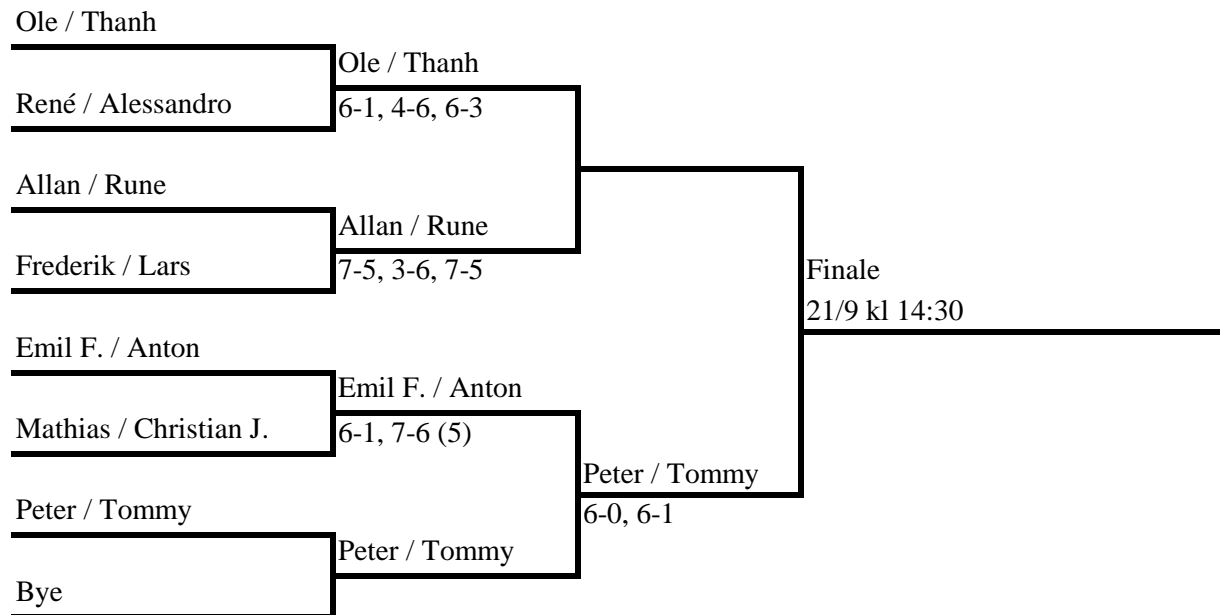 Ole / Thanh
Ole / Thanh
René / Alessandro
6-1, 4-6, 6-3
Allan / Rune
Allan / Rune
Frederik / Lars
7-5, 3-6, 7-5
Finale
21/9 kl 14:30
Emil F. / Anton
Emil F. / Anton
Mathias / Christian J.
6-1, 7-6 (5)
Peter / Tommy
6-0, 6-1
Peter / Tommy
Peter / Tommy
Bye